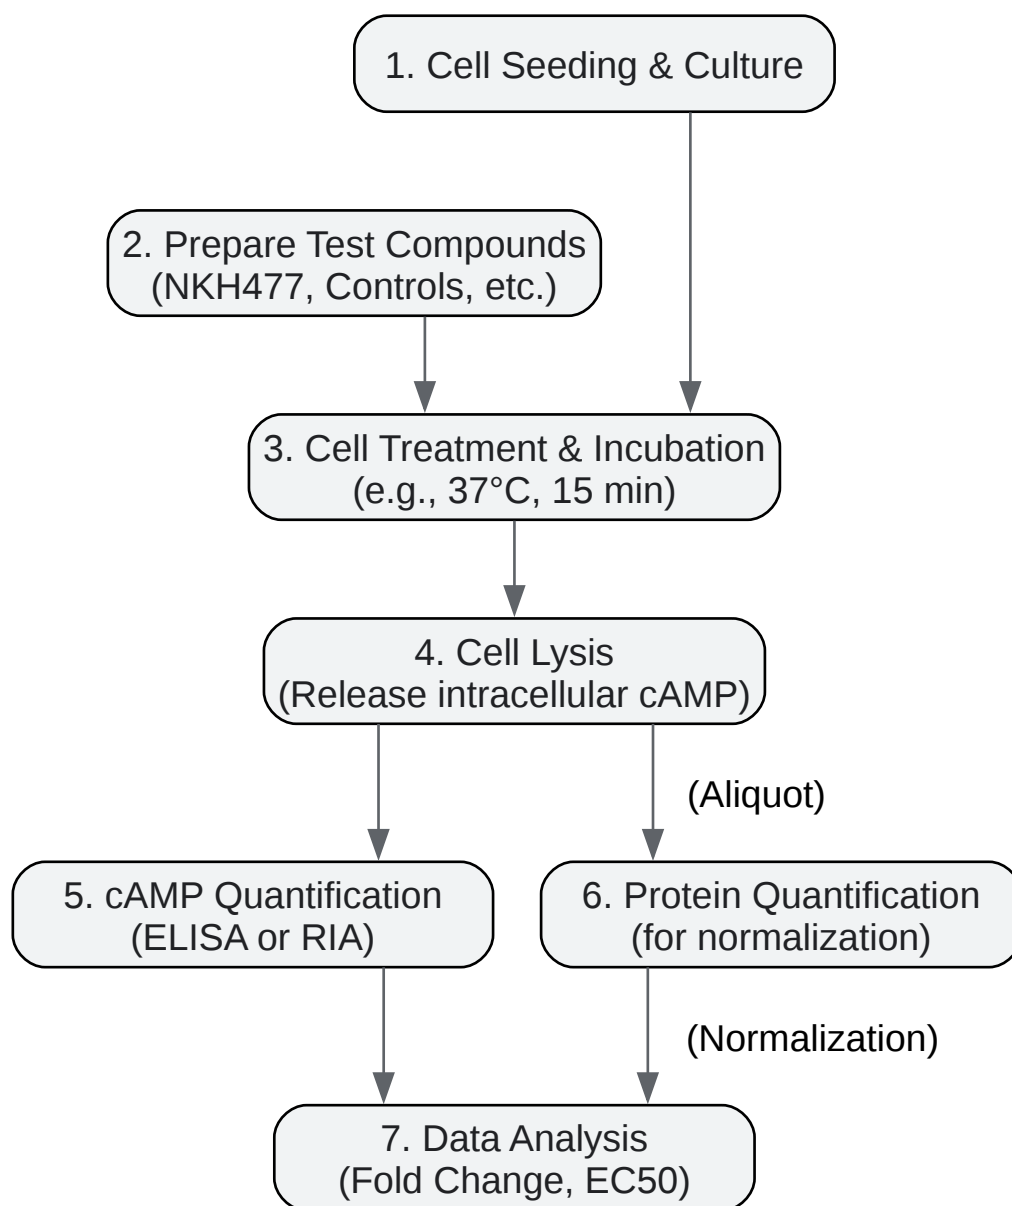 1. Cell Seeding & Culture
2. Prepare Test Compounds
(NKH477, Controls, etc.)
3. Cell Treatment & Incubation
(e.g., 37°C, 15 min)
4. Cell Lysis
(Release intracellular cAMP)
(Aliquot)
5. cAMP Quantification
(ELISA or RIA)
6. Protein Quantification
(for normalization)
(Normalization)
7. Data Analysis
(Fold Change, EC50)